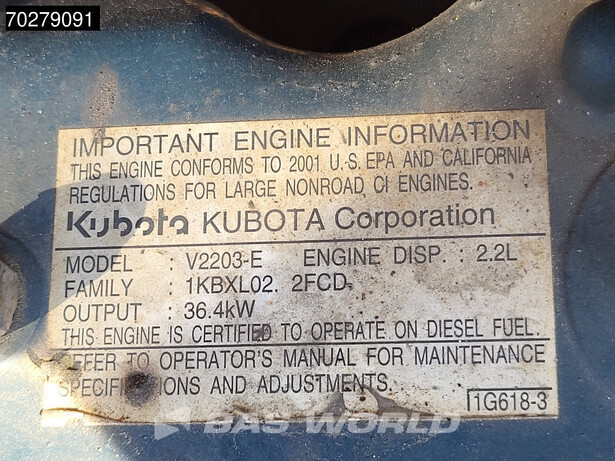 70279091
IMPORTANT ENGINE INFORMATION
THIS ENGINE CONFORMS TO 2001 U.S. EPA AND CALIFORNIA
REGULATIONS FOR LARGE NONROAD CI ENGINES.
Kubota KUBOTA Corporation
MODEL : V2203-E ENGINE DISP. : 2.2L
FAMILY : 1KBXL02. 2FCD
OUTPUT : 36.4kW
THIS ENGINE IS CERTIFIED TO OPERATE ON DIESEL FUEL.
REFER TO OPERATOR'S MANUAL FOR MAINTENANCE
SPECIFICATIONS AND ADJUSTMENTS.
1G618-3
BAS WORLD